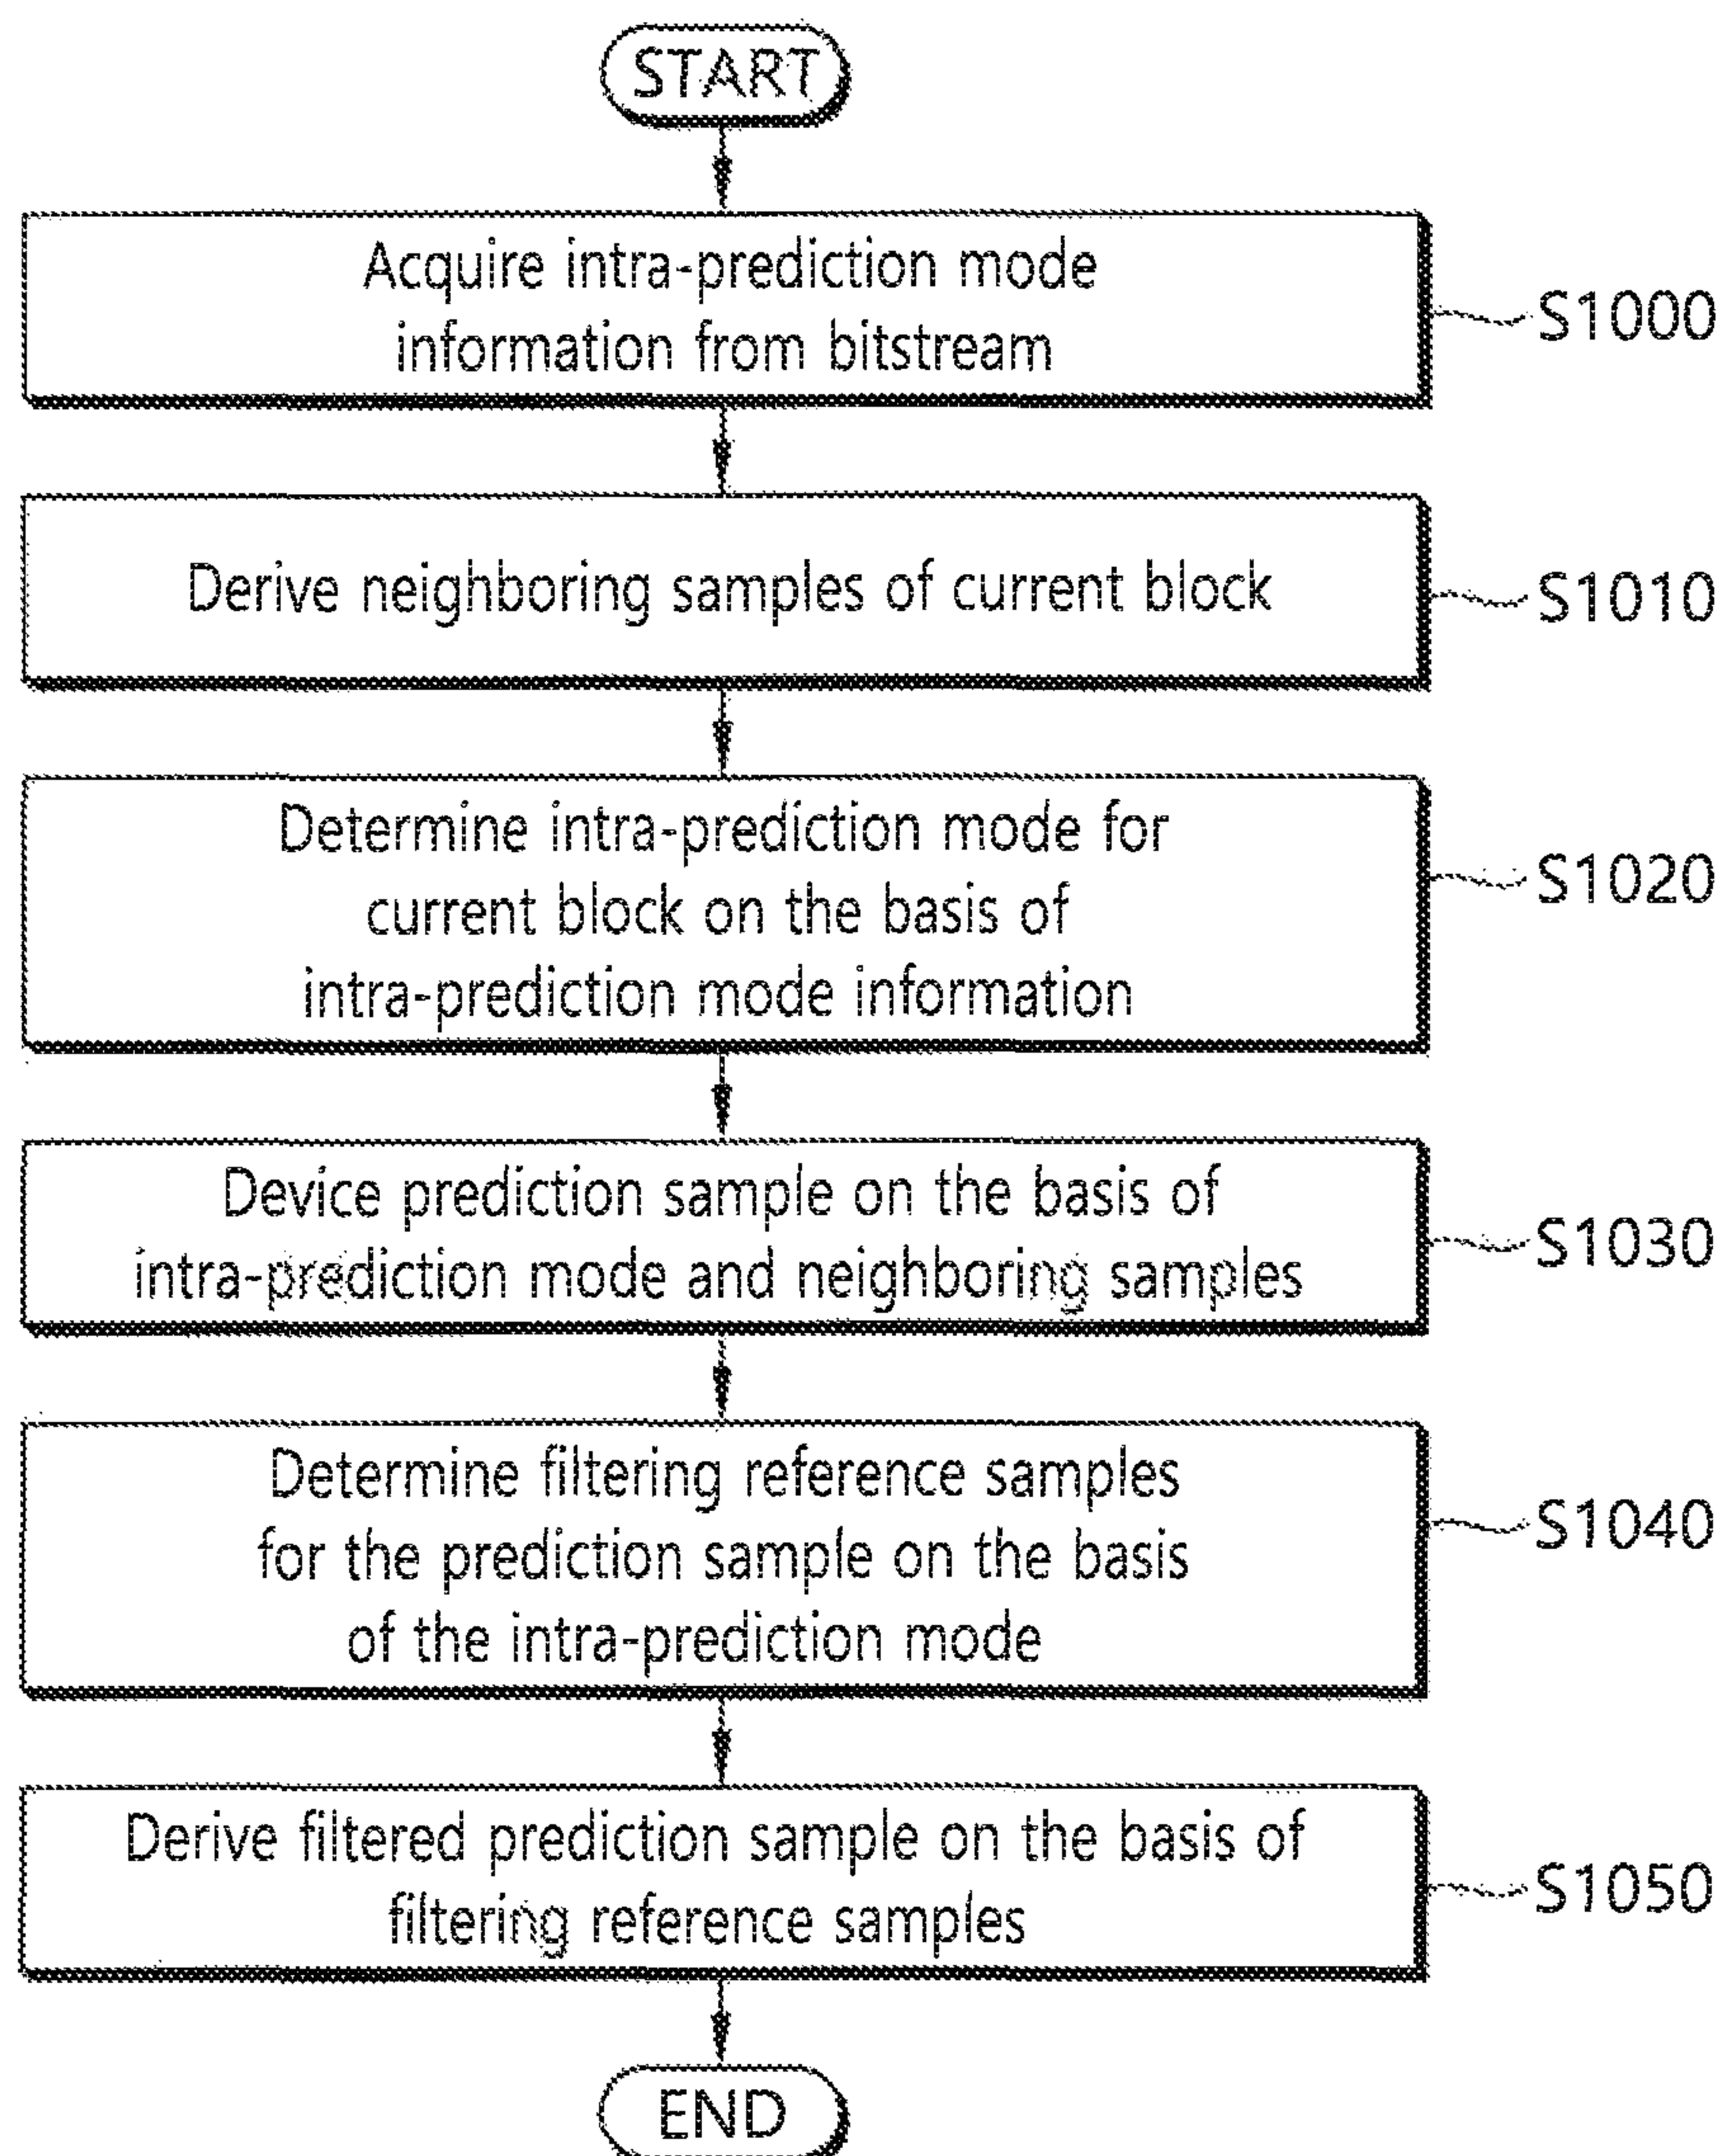 START
Acquire intra-prediction mode
information from bitstream
S1000
Derive neighboring samples of current block
S1010
Determine intra-prediction mode for
current block on the basis of
intra-prediction mode information
S1020
Device prediction sample on the basis of
intra-prediction mode and neighboring samples
S1030
Determine filtering reference samples
for the prediction sample on the basis
of the intra-prediction mode
S1040
Derive filtered prediction sample on the basis of
filtering reference samples
S1050
END